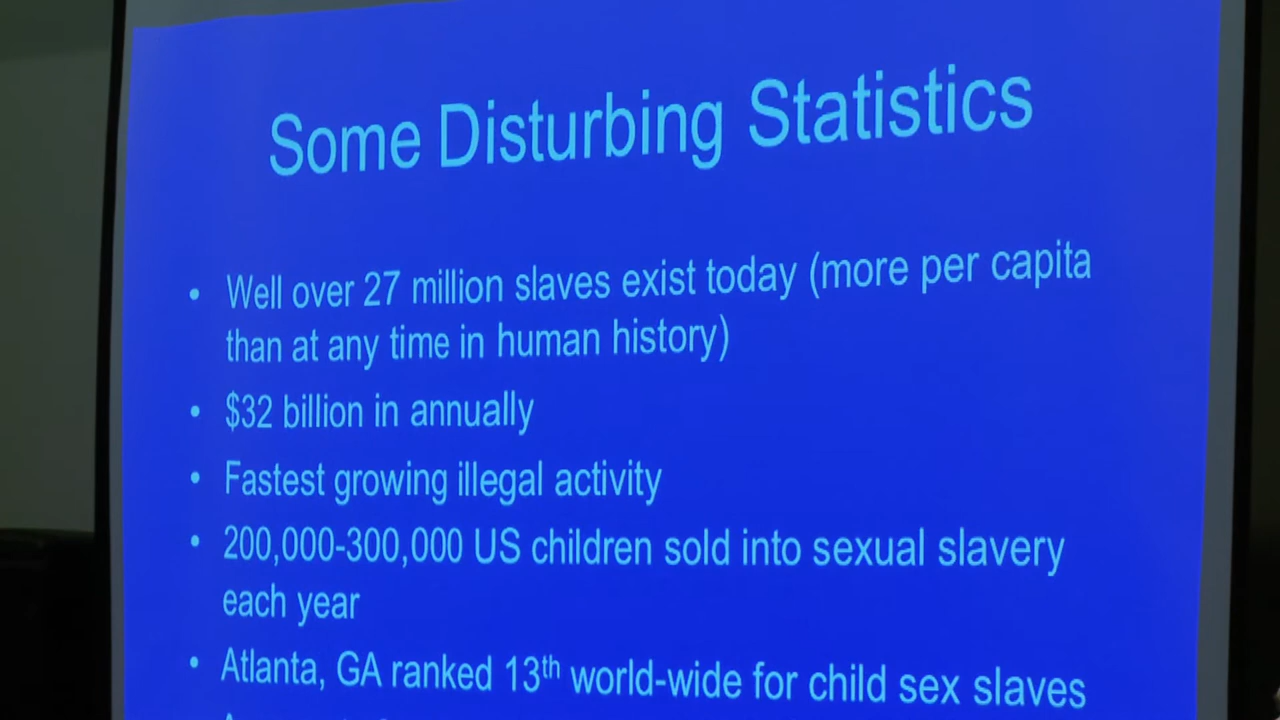 Some Disturbing Statistics
• Well over 27 million slaves exist today (more per capita
than at any time in human history)
• $32 billion in annually
• Fastest growing illegal activity
• 200,000-300,000 US children sold into sexual slavery
each year
• Atlanta, GA ranked 13th world-wide for child sex slaves